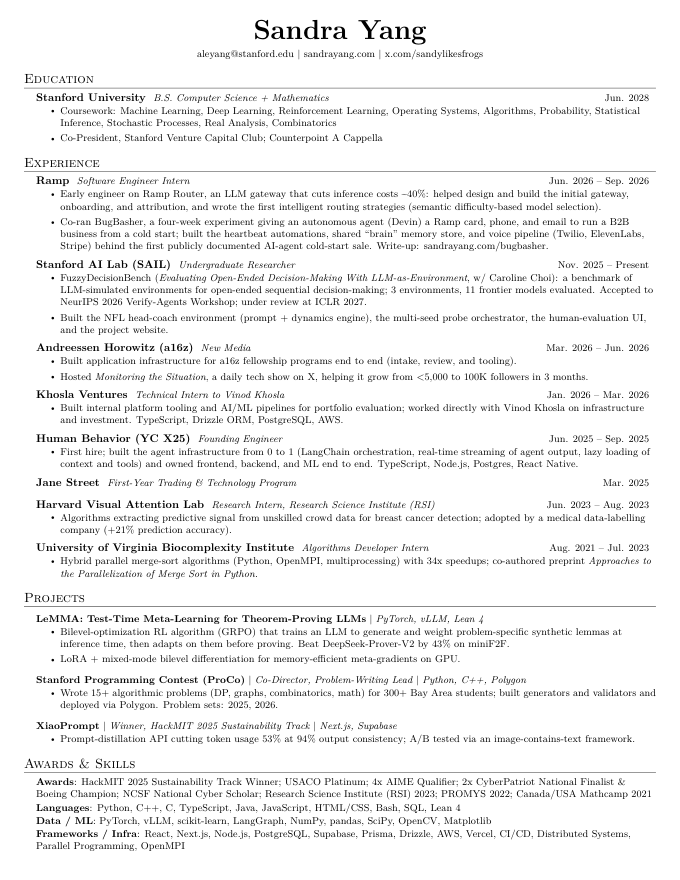 Sandra Yang
aleyang@stanford.edu | sandrayang.com | x.com/sandylikesfrogs
Education
Stanford University B.S. Computer Science + Mathematics Jun. 2028
• Coursework: Machine Learning, Deep Learning, Reinforcement Learning, Operating Systems, Algorithms, Probability, Statistical
Inference, Stochastic Processes, Real Analysis, Combinatorics
• Co-President, Stanford Venture Capital Club; Counterpoint A Cappella
Experience
Ramp Software Engineer Intern Jun. 2026 – Sep. 2026
• Early engineer on Ramp Router, an LLM gateway that cuts inference costs ~40%: helped design and build the initial gateway,
onboarding, and attribution, and wrote the first intelligent routing strategies (semantic difficulty-based model selection).
• Co-ran BugBasher, a four-week experiment giving an autonomous agent (Devin) a Ramp card, phone, and email to run a B2B
business from a cold start; built the heartbeat automations, shared “brain” memory store, and voice pipeline (Twilio, ElevenLabs,
Stripe) behind the first publicly documented AI-agent cold-start sale. Write-up: sandrayang.com/bugbasher.
Stanford AI Lab (SAIL) Undergraduate Researcher Nov. 2025 – Present
• FuzzyDecisionBench (Evaluating Open-Ended Decision-Making With LLM-as-Environment, w/ Caroline Choi): a benchmark of
LLM-simulated environments for open-ended sequential decision-making; 3 environments, 11 frontier models evaluated. Accepted to
NeurIPS 2026 Verify-Agents Workshop; under review at ICLR 2027.
• Built the NFL head-coach environment (prompt + dynamics engine), the multi-seed probe orchestrator, the human-evaluation UI,
and the project website.
Andreessen Horowitz (a16z) New Media Mar. 2026 – Jun. 2026
• Built application infrastructure for a16z fellowship programs end to end (intake, review, and tooling).
• Hosted Monitoring the Situation, a daily tech show on X, helping it grow from <5,000 to 100K followers in 3 months.
Khosla Ventures Technical Intern to Vinod Khosla Jan. 2026 – Mar. 2026
• Built internal platform tooling and AI/ML pipelines for portfolio evaluation; worked directly with Vinod Khosla on infrastructure
and investment. TypeScript, Drizzle ORM, PostgreSQL, AWS.
Human Behavior (YC X25) Founding Engineer Jun. 2025 – Sep. 2025
• First hire; built the agent infrastructure from 0 to 1 (LangChain orchestration, real-time streaming of agent output, lazy loading of
context and tools) and owned frontend, backend, and ML end to end. TypeScript, Node.js, Postgres, React Native.
Jane Street First-Year Trading & Technology Program Mar. 2025
Harvard Visual Attention Lab Research Intern, Research Science Institute (RSI) Jun. 2023 – Aug. 2023
• Algorithms extracting predictive signal from unskilled crowd data for breast cancer detection; adopted by a medical data-labelling
company (+21% prediction accuracy).
University of Virginia Biocomplexity Institute Algorithms Developer Intern Aug. 2021 – Jul. 2023
• Hybrid parallel merge-sort algorithms (Python, OpenMPI, multiprocessing) with 34x speedups; co-authored preprint Approaches to
the Parallelization of Merge Sort in Python.
Projects
LeMMA: Test-Time Meta-Learning for Theorem-Proving LLMs | PyTorch, vLLM, Lean 4
• Bilevel-optimization RL algorithm (GRPO) that trains an LLM to generate and weight problem-specific synthetic lemmas at
inference time, then adapts on them before proving. Beat DeepSeek-Prover-V2 by 43% on miniF2F.
• LoRA + mixed-mode bilevel differentiation for memory-efficient meta-gradients on GPU.
Stanford Programming Contest (ProCo) | Co-Director, Problem-Writing Lead | Python, C++, Polygon
• Wrote 15+ algorithmic problems (DP, graphs, combinatorics, math) for 300+ Bay Area students; built generators and validators and
deployed via Polygon. Problem sets: 2025, 2026.
XiaoPrompt | Winner, HackMIT 2025 Sustainability Track | Next.js, Supabase
• Prompt-distillation API cutting token usage 53% at 94% output consistency; A/B tested via an image-contains-text framework.
Awards & Skills
Awards: HackMIT 2025 Sustainability Track Winner; USACO Platinum; 4x AIME Qualifier; 2x CyberPatriot National Finalist &
Boeing Champion; NCSF National Cyber Scholar; Research Science Institute (RSI) 2023; PROMYS 2022; Canada/USA Mathcamp 2021
Languages: Python, C++, C, TypeScript, Java, JavaScript, HTML/CSS, Bash, SQL, Lean 4
Data / ML: PyTorch, vLLM, scikit-learn, LangGraph, NumPy, pandas, SciPy, OpenCV, Matplotlib
Frameworks / Infra: React, Next.js, Node.js, PostgreSQL, Supabase, Prisma, Drizzle, AWS, Vercel, CI/CD, Distributed Systems,
Parallel Programming, OpenMPI